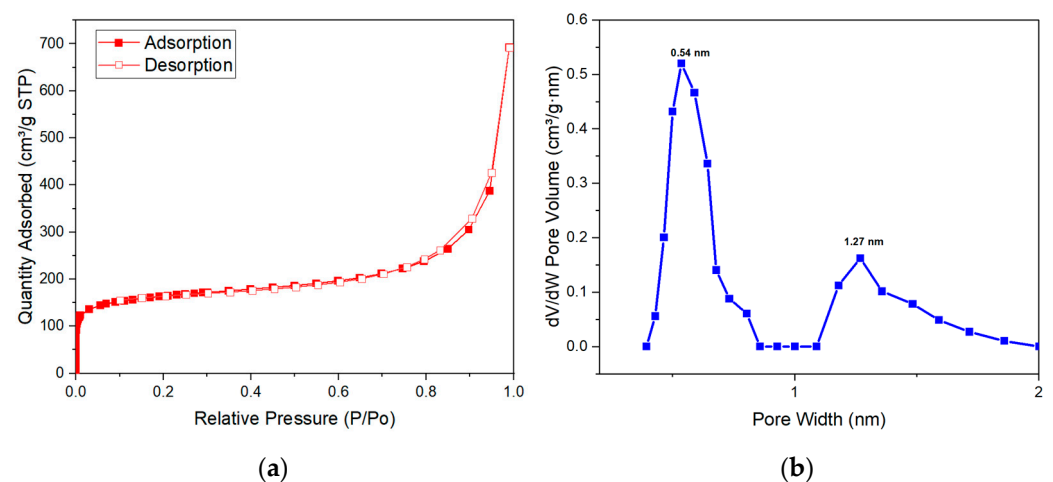 Adsorption
Desorption
Quantity Adsorbed (cm³/g STP)
700
600
500
400
300
200
100
0
0.0 0.2 0.4 0.6 0.8 1.0
Relative Pressure (P/Po)
(a)
0.54 nm
1.27 nm
dV/dW Pore Volume (cm³/g·nm)
0.6
0.5
0.4
0.3
0.2
0.1
0.0
1 2
Pore Width (nm)
(b)